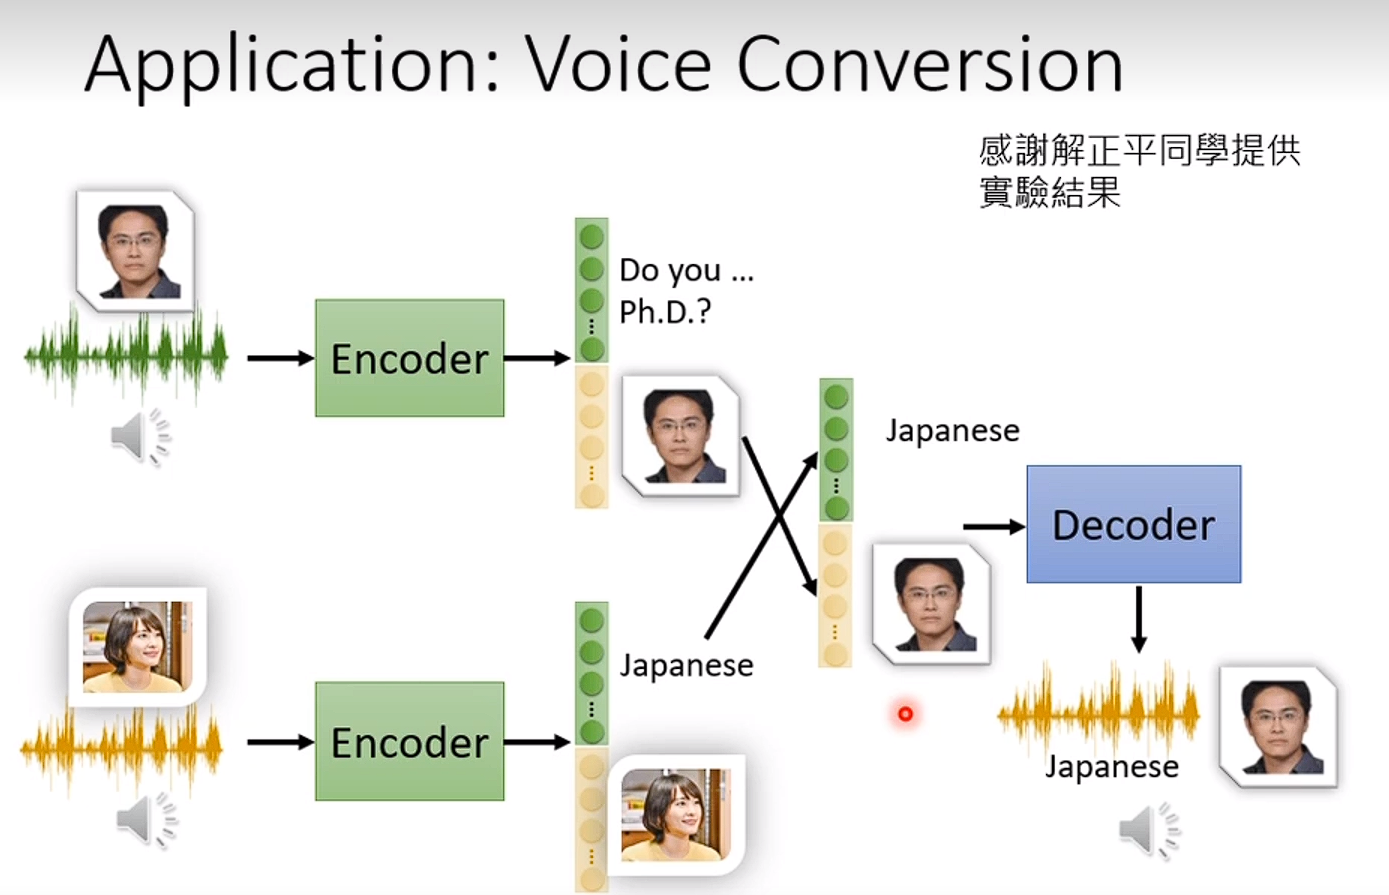 Application: Voice Conversion
感謝解正平同學提供
實驗結果
Do you ...
Ph.D.?
Encoder
Japanese
Decoder
Japanese
Encoder
Japanese